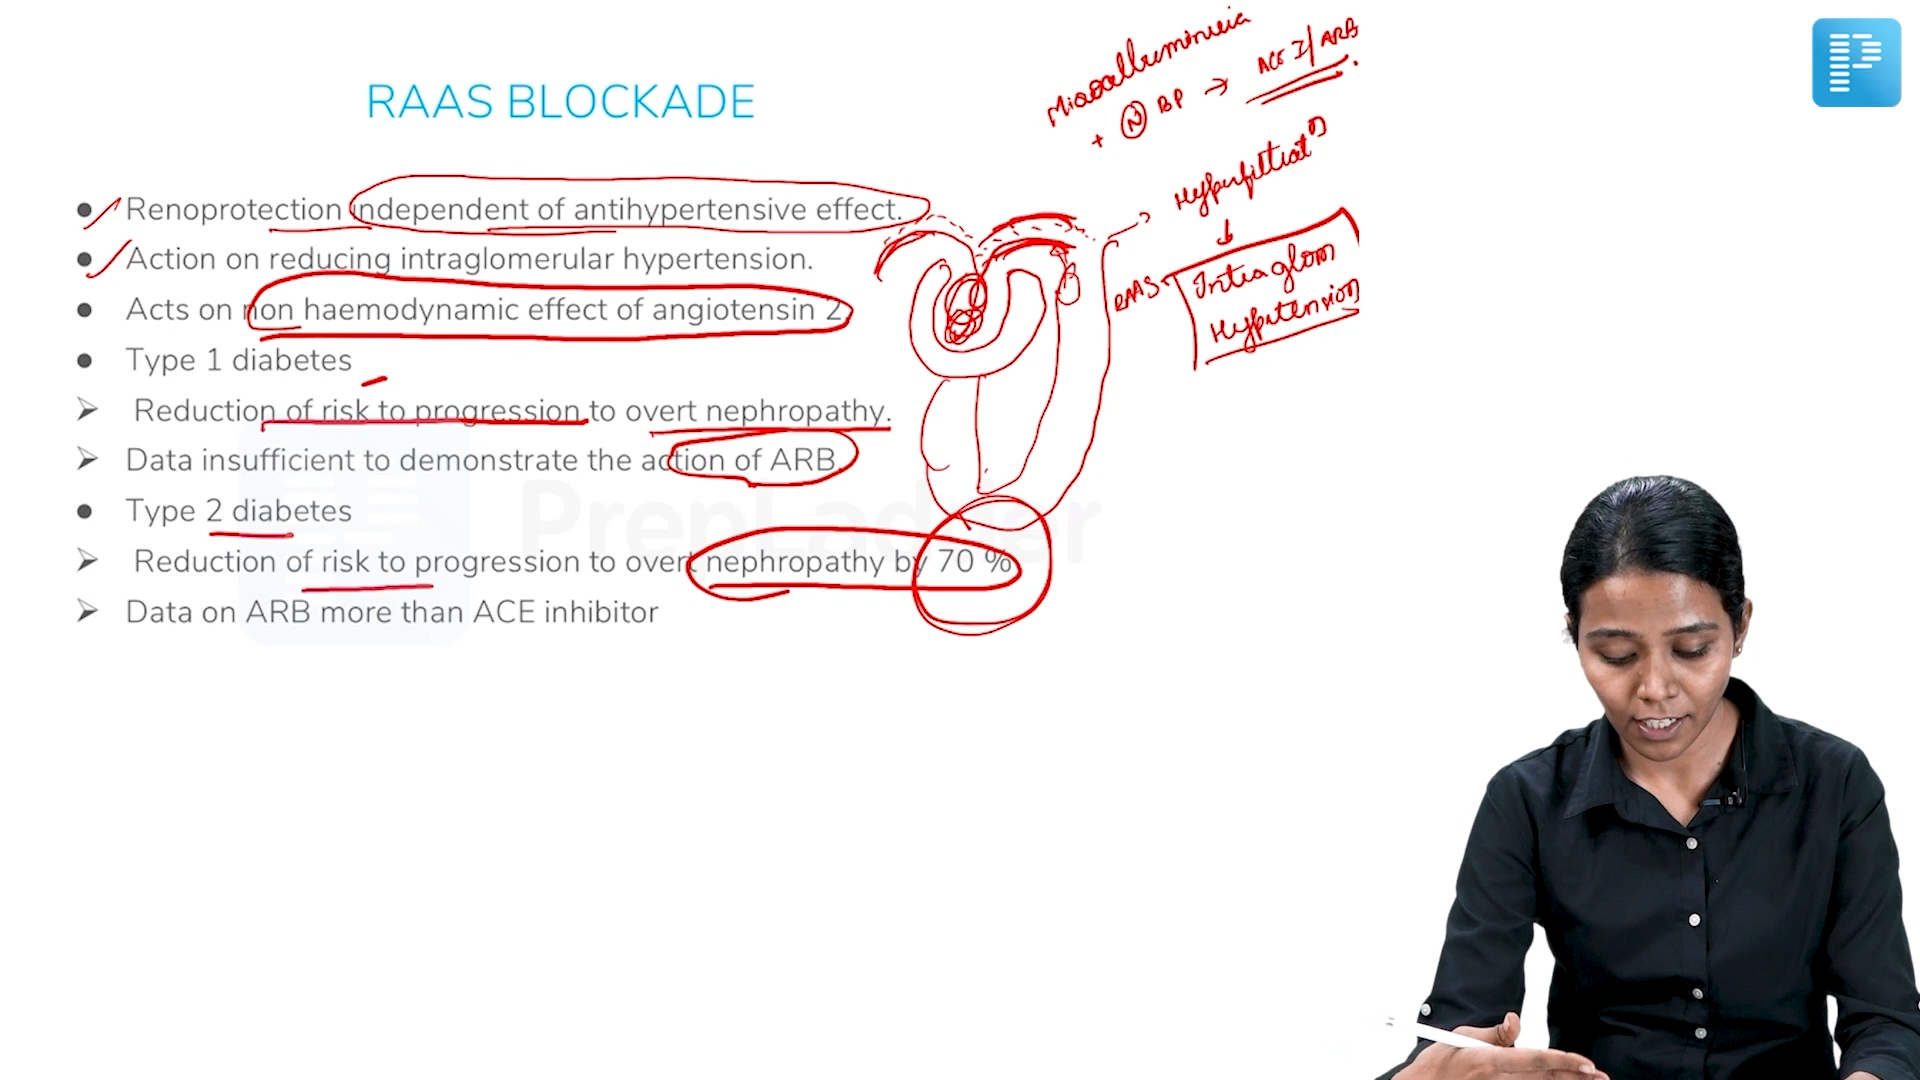 RAAS BLOCKADE
Renoprotection independent of antihypertensive effect.
Action on reducing intraglomerular hypertension.
Acts on non haemodynamic effect of angiotensin 2.
Type 1 diabetes
Reduction of risk to progression to overt nephropathy.
Data insufficient to demonstrate the action of ARB.
Type 2 diabetes
Reduction of risk to progression to overt nephropathy by 70 %
Data on ARB more than ACE inhibitor
+ N BP → ACE I/ARB
↓
RAAS
Intraglom
Hypertension
PrepLadder